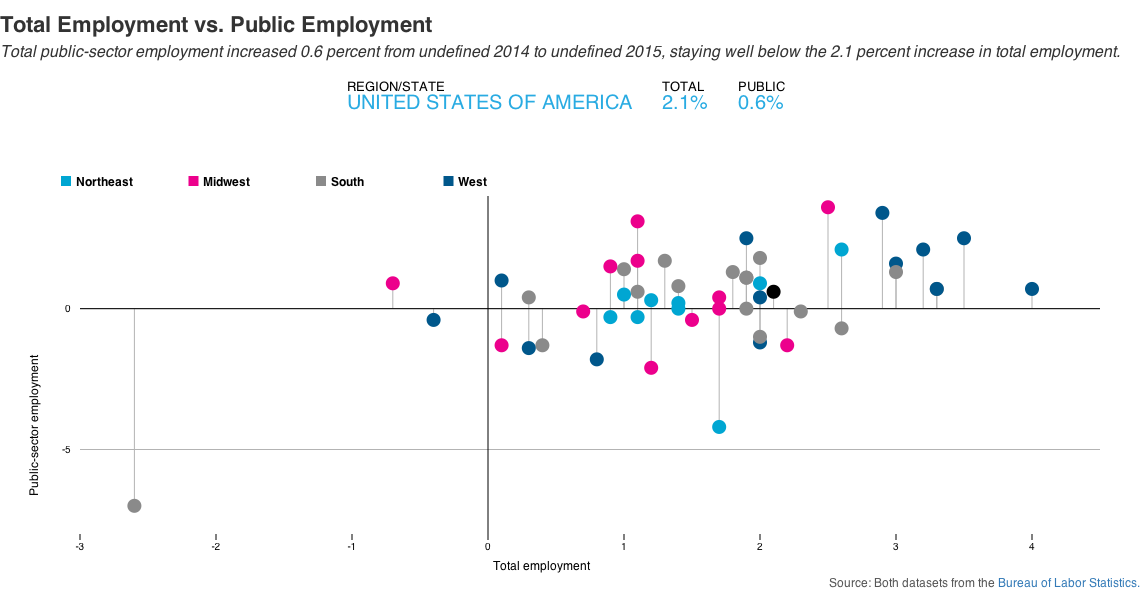 Total Employment vs. Public Employment
Total public-sector employment increased 0.6 percent from undefined 2014 to undefined 2015, staying well below the 2.1 percent increase in total employment.
REGION/STATE TOTAL PUBLIC
UNITED STATES OF AMERICA 2.1% 0.6%
Northeast Midwest South West
0
-5
Public-sector employment
-3 -2 -1 0 1 2 3 4
Total employment
Source: Both datasets from the Bureau of Labor Statistics.